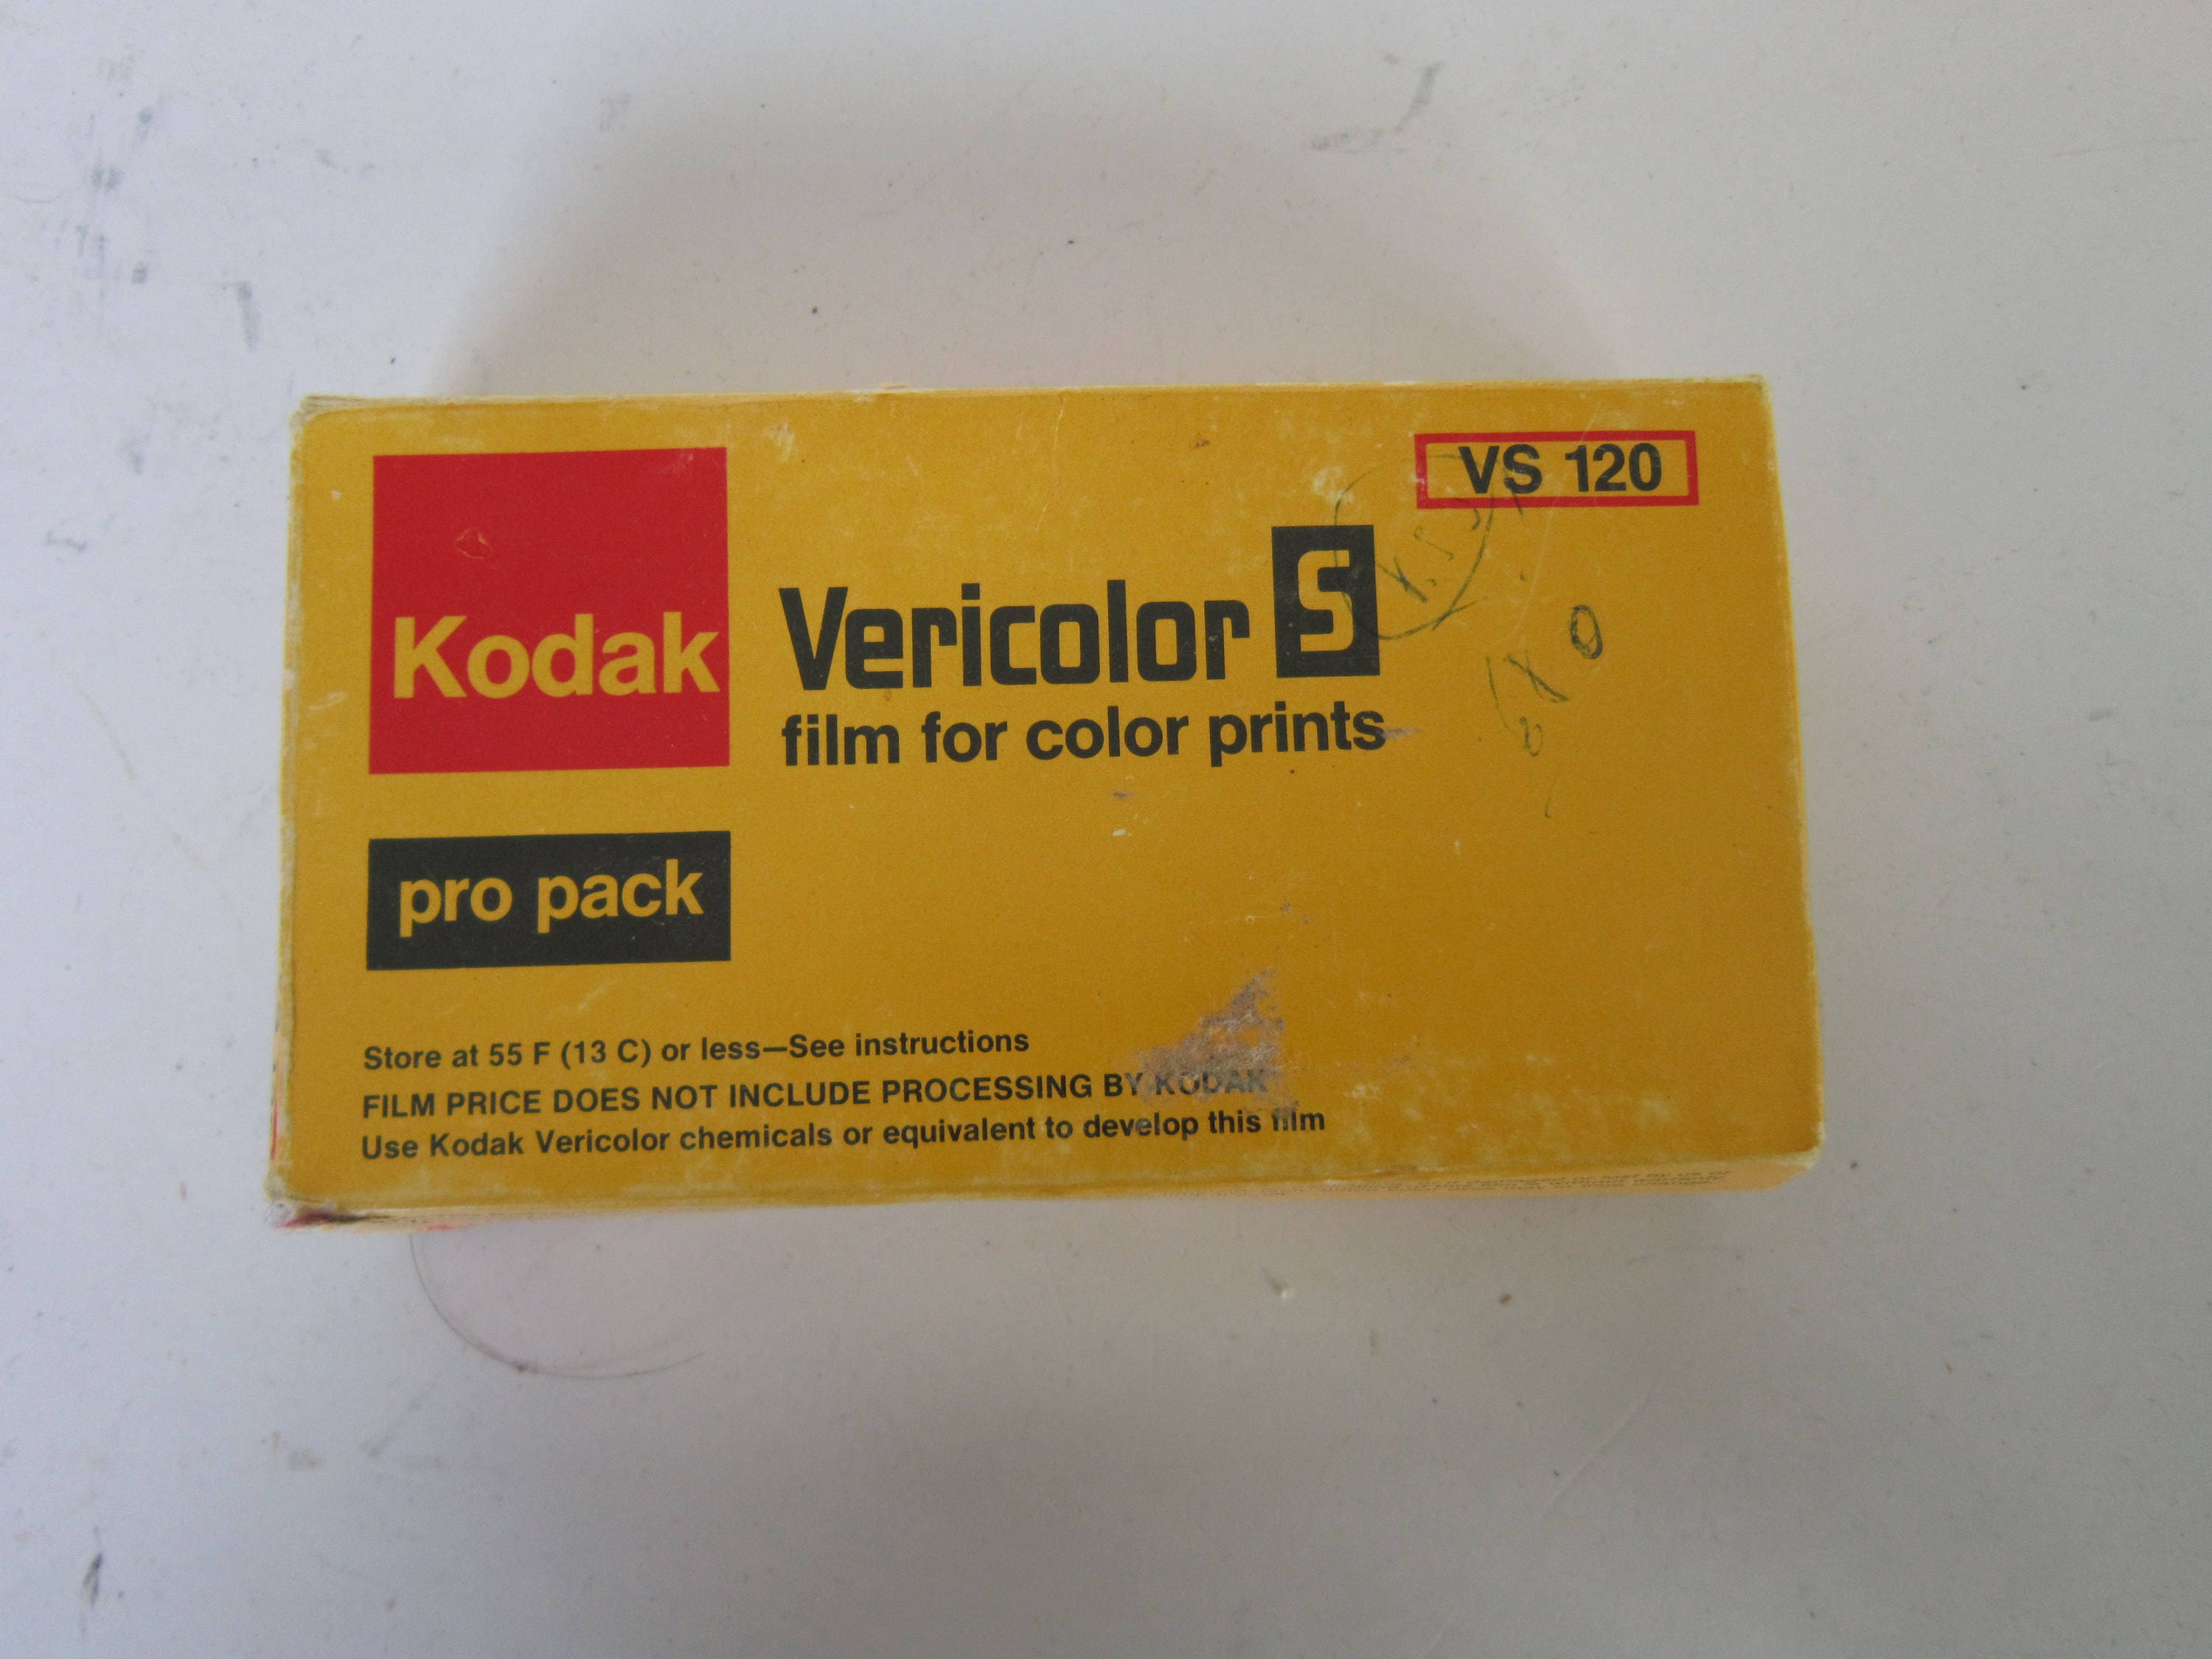 VS 120
Kodak
Vericolor S
film for color prints
pro pack
Store at 55 F (13 C) or less—See instructions
FILM PRICE DOES NOT INCLUDE PROCESSING BY KODAK
Use Kodak Vericolor chemicals or equivalent to develop this film